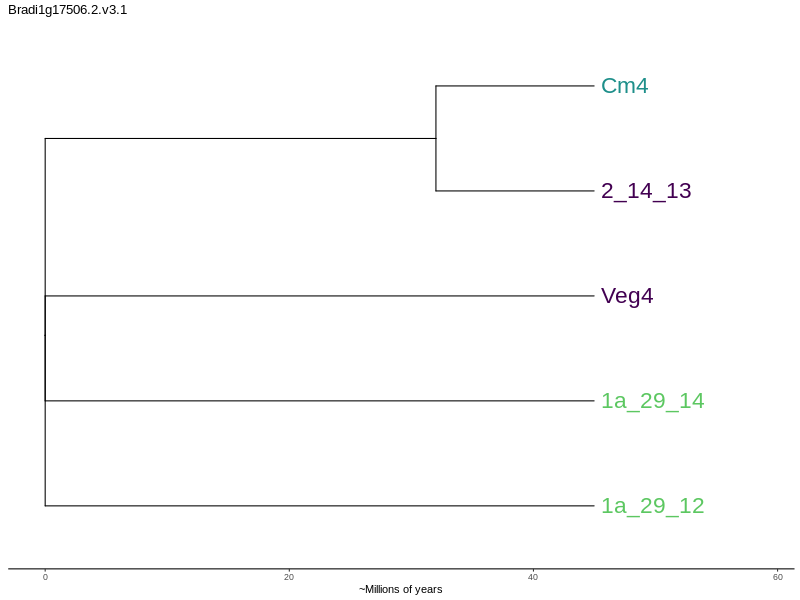 Bradi1g17506.2.v3.1
Cm4
2_14_13
Veg4
1a_29_14
1a_29_12
0 20 40 60
~Millions of years